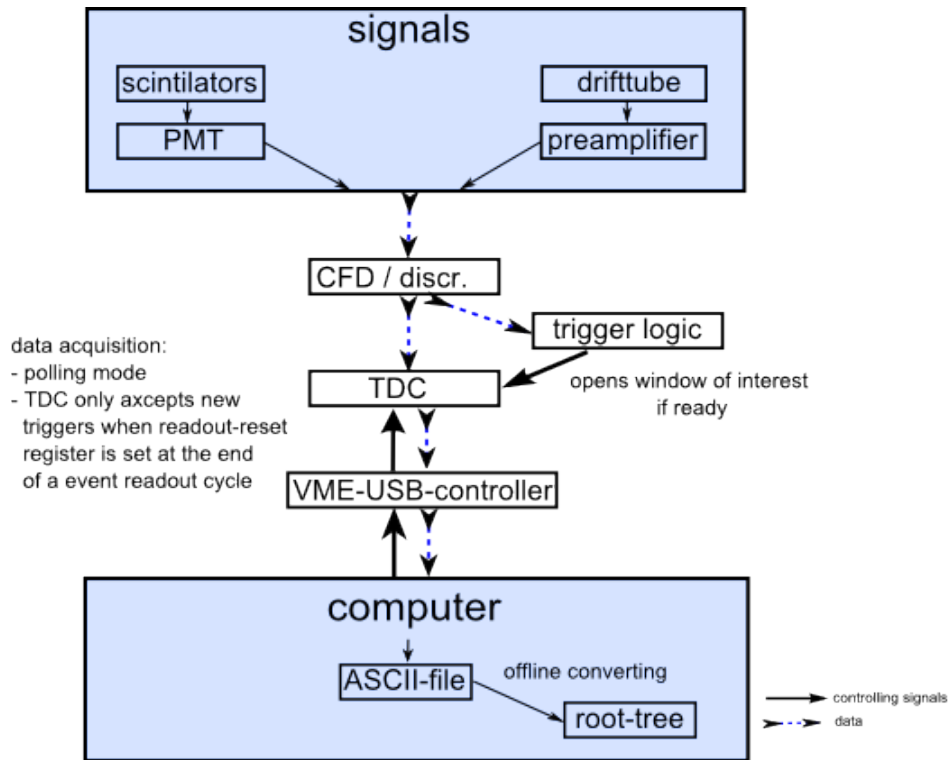 signals
scintilators
drifttube
PMT
preamplifier
CFD / discr.
trigger logic
data acquisition:
- polling mode
- TDC only axcepts new
triggers when readout-reset
register is set at the end
of a event readout cycle
TDC
opens window of interest
if ready
VME-USB-controller
computer
ASCII-file
offline converting
root-tree
controlling signals
data